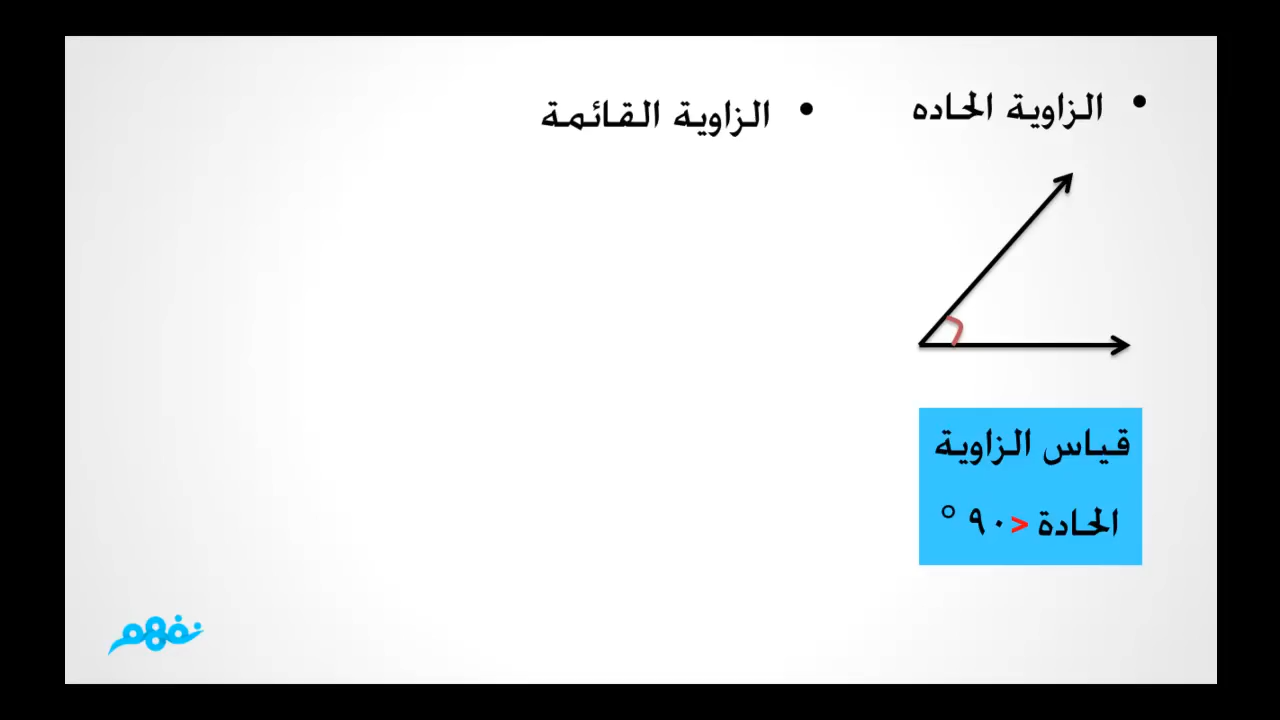 • الزاوية الحاده
• الزاوية القائمة
قياس الزاوية
الحادة > ٩٠ °
نفهم